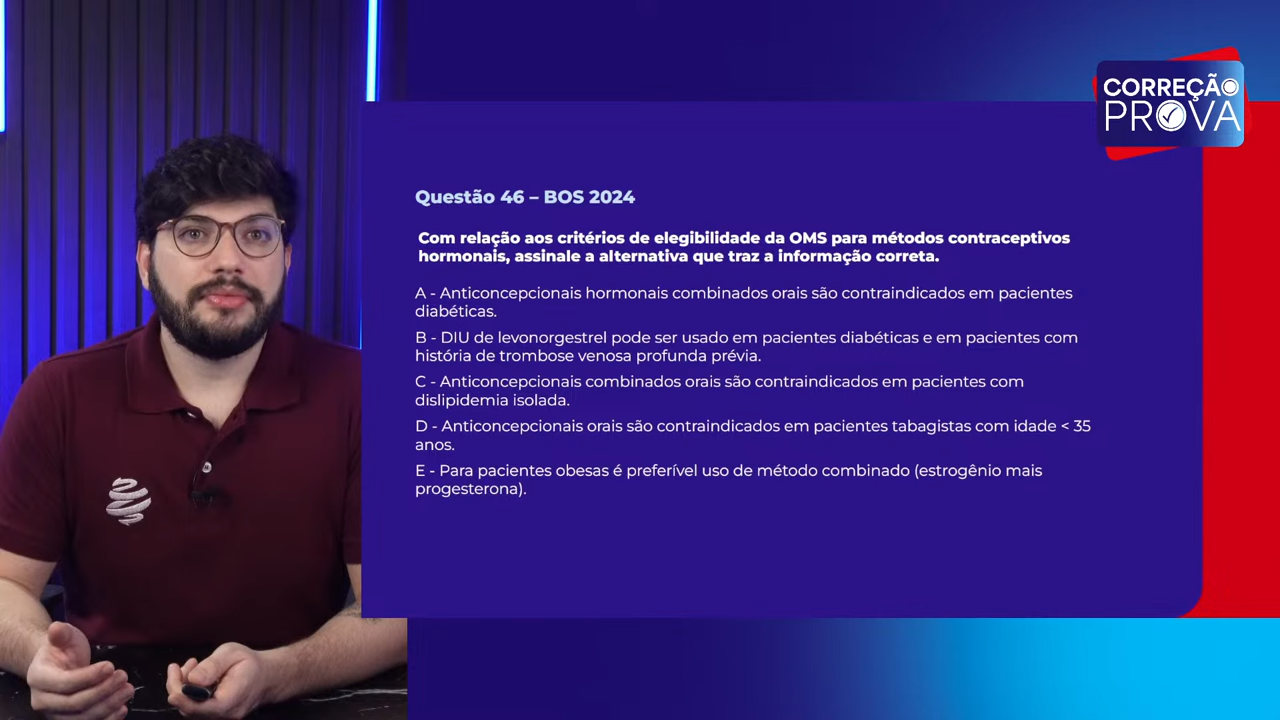 CORREÇÃO
PROVA
Questão 46 – BOS 2024
Com relação aos critérios de elegibilidade da OMS para métodos contraceptivos
hormonais, assinale a alternativa que traz a informação correta.
A - Anticoncepcionais hormonais combinados orais são contraindicados em pacientes
diabéticas.
B - DIU de levonorgestrel pode ser usado em pacientes diabéticas e em pacientes com
história de trombose venosa profunda prévia.
C - Anticoncepcionais combinados orais são contraindicados em pacientes com
dislipidemia isolada.
D - Anticoncepcionais orais são contraindicados em pacientes tabagistas com idade < 35
anos.
E - Para pacientes obesas é preferível uso de método combinado (estrogênio mais
progesterona).